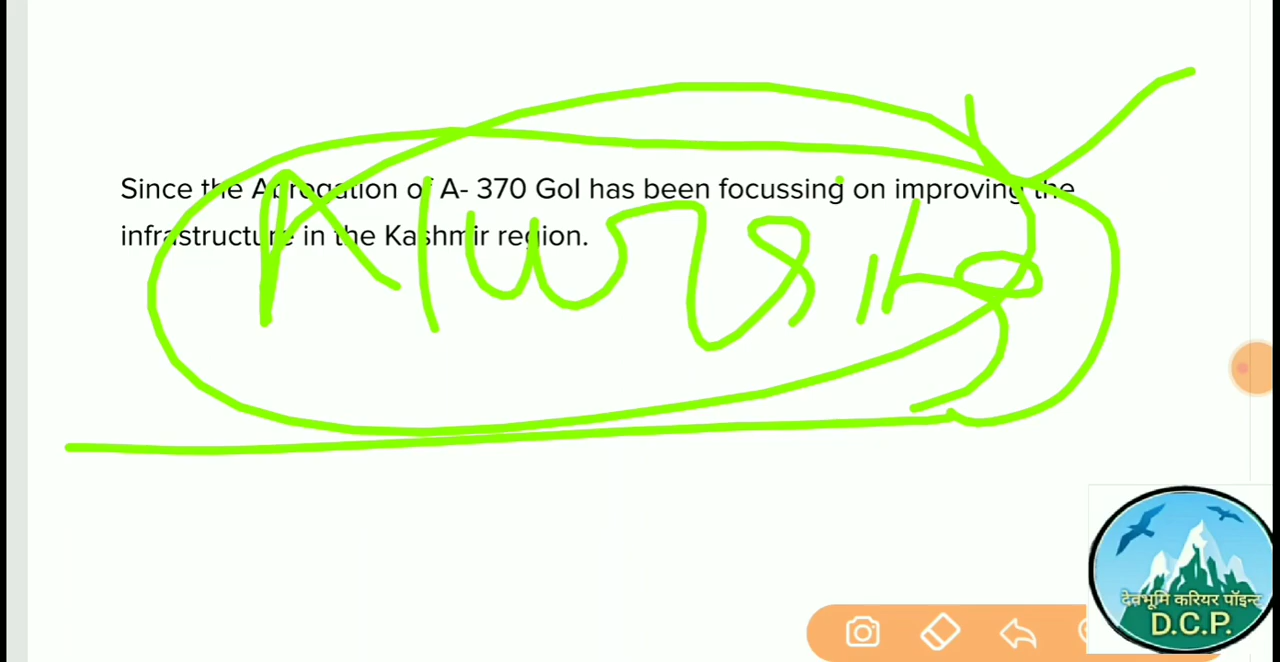 Since the Abrogation of A- 370 GoI has been focussing on improving the
infrastructure in the Kashmir region.
देवभूमि करियर पॉइन्ट
D.C.P.